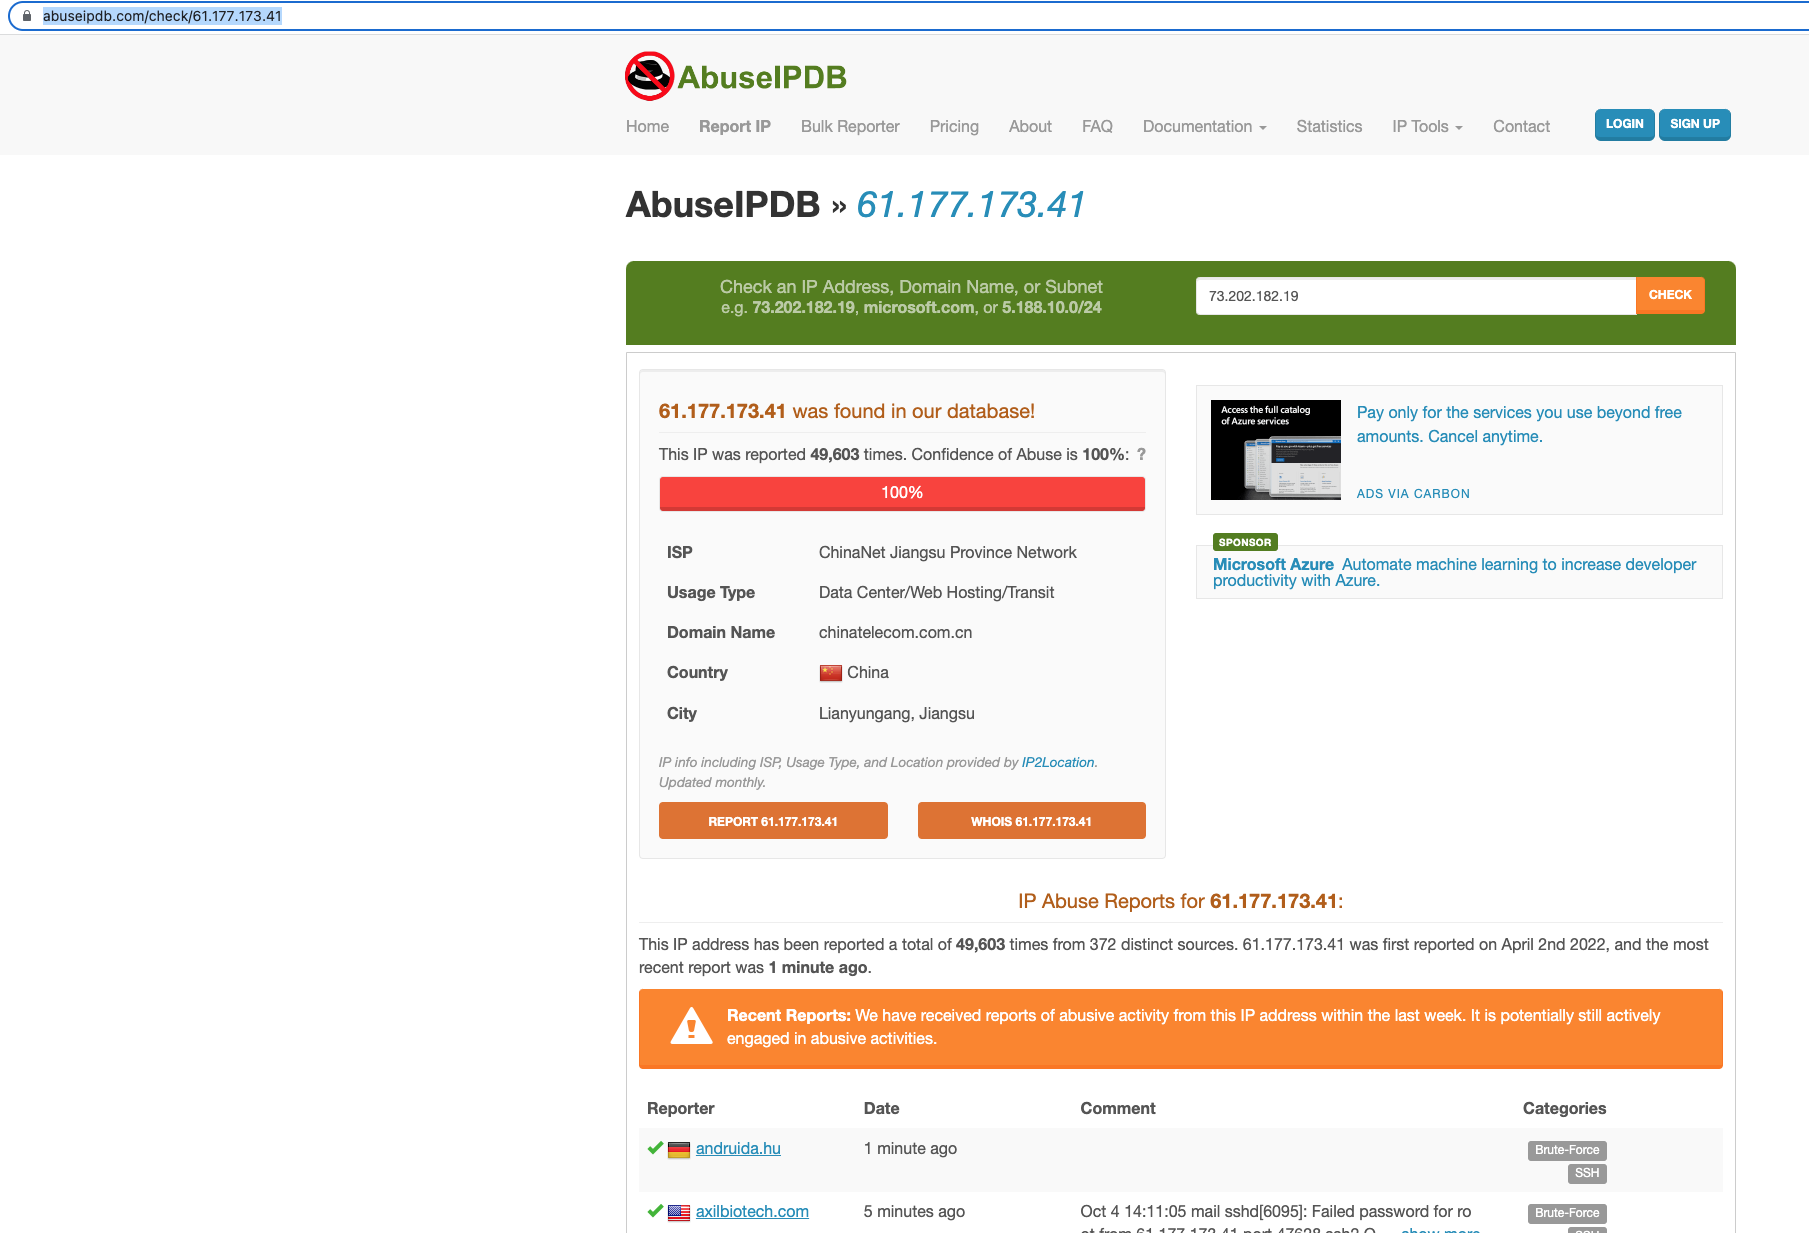 abuseipdb.com/check/61.177.173.41
AbuseIPDB
Home Report IP Bulk Reporter Pricing About FAQ Documentation Statistics IP Tools Contact LOGIN SIGN UP
AbuseIPDB » 61.177.173.41
Check an IP Address, Domain Name, or Subnet
e.g. 73.202.182.19, microsoft.com, or 5.188.10.0/24
73.202.182.19 CHECK
61.177.173.41 was found in our database!
This IP was reported 49,603 times. Confidence of Abuse is 100%: ?
100%
ISP ChinaNet Jiangsu Province Network
Usage Type Data Center/Web Hosting/Transit
Domain Name chinatelecom.com.cn
Country China
City Lianyungang, Jiangsu
IP info including ISP, Usage Type, and Location provided by IP2Location.
Updated monthly.
REPORT 61.177.173.41 WHOIS 61.177.173.41
Access the full catalog
of Azure services
Pay only for the services you use beyond free
amounts. Cancel anytime.
ADS VIA CARBON
SPONSOR
Microsoft Azure Automate machine learning to increase developer
productivity with Azure.
IP Abuse Reports for 61.177.173.41:
This IP address has been reported a total of 49,603 times from 372 distinct sources. 61.177.173.41 was first reported on April 2nd 2022, and the most
recent report was 1 minute ago.
Recent Reports: We have received reports of abusive activity from this IP address within the last week. It is potentially still actively
engaged in abusive activities.
Reporter Date Comment Categories
andruida.hu 1 minute ago Brute-Force
SSH
axilbiotech.com 5 minutes ago Oct 4 14:11:05 mail sshd[6095]: Failed password for ro Brute-Force
ot from 61.177.173.41 port 47628 ssh2 O ... show more SSH